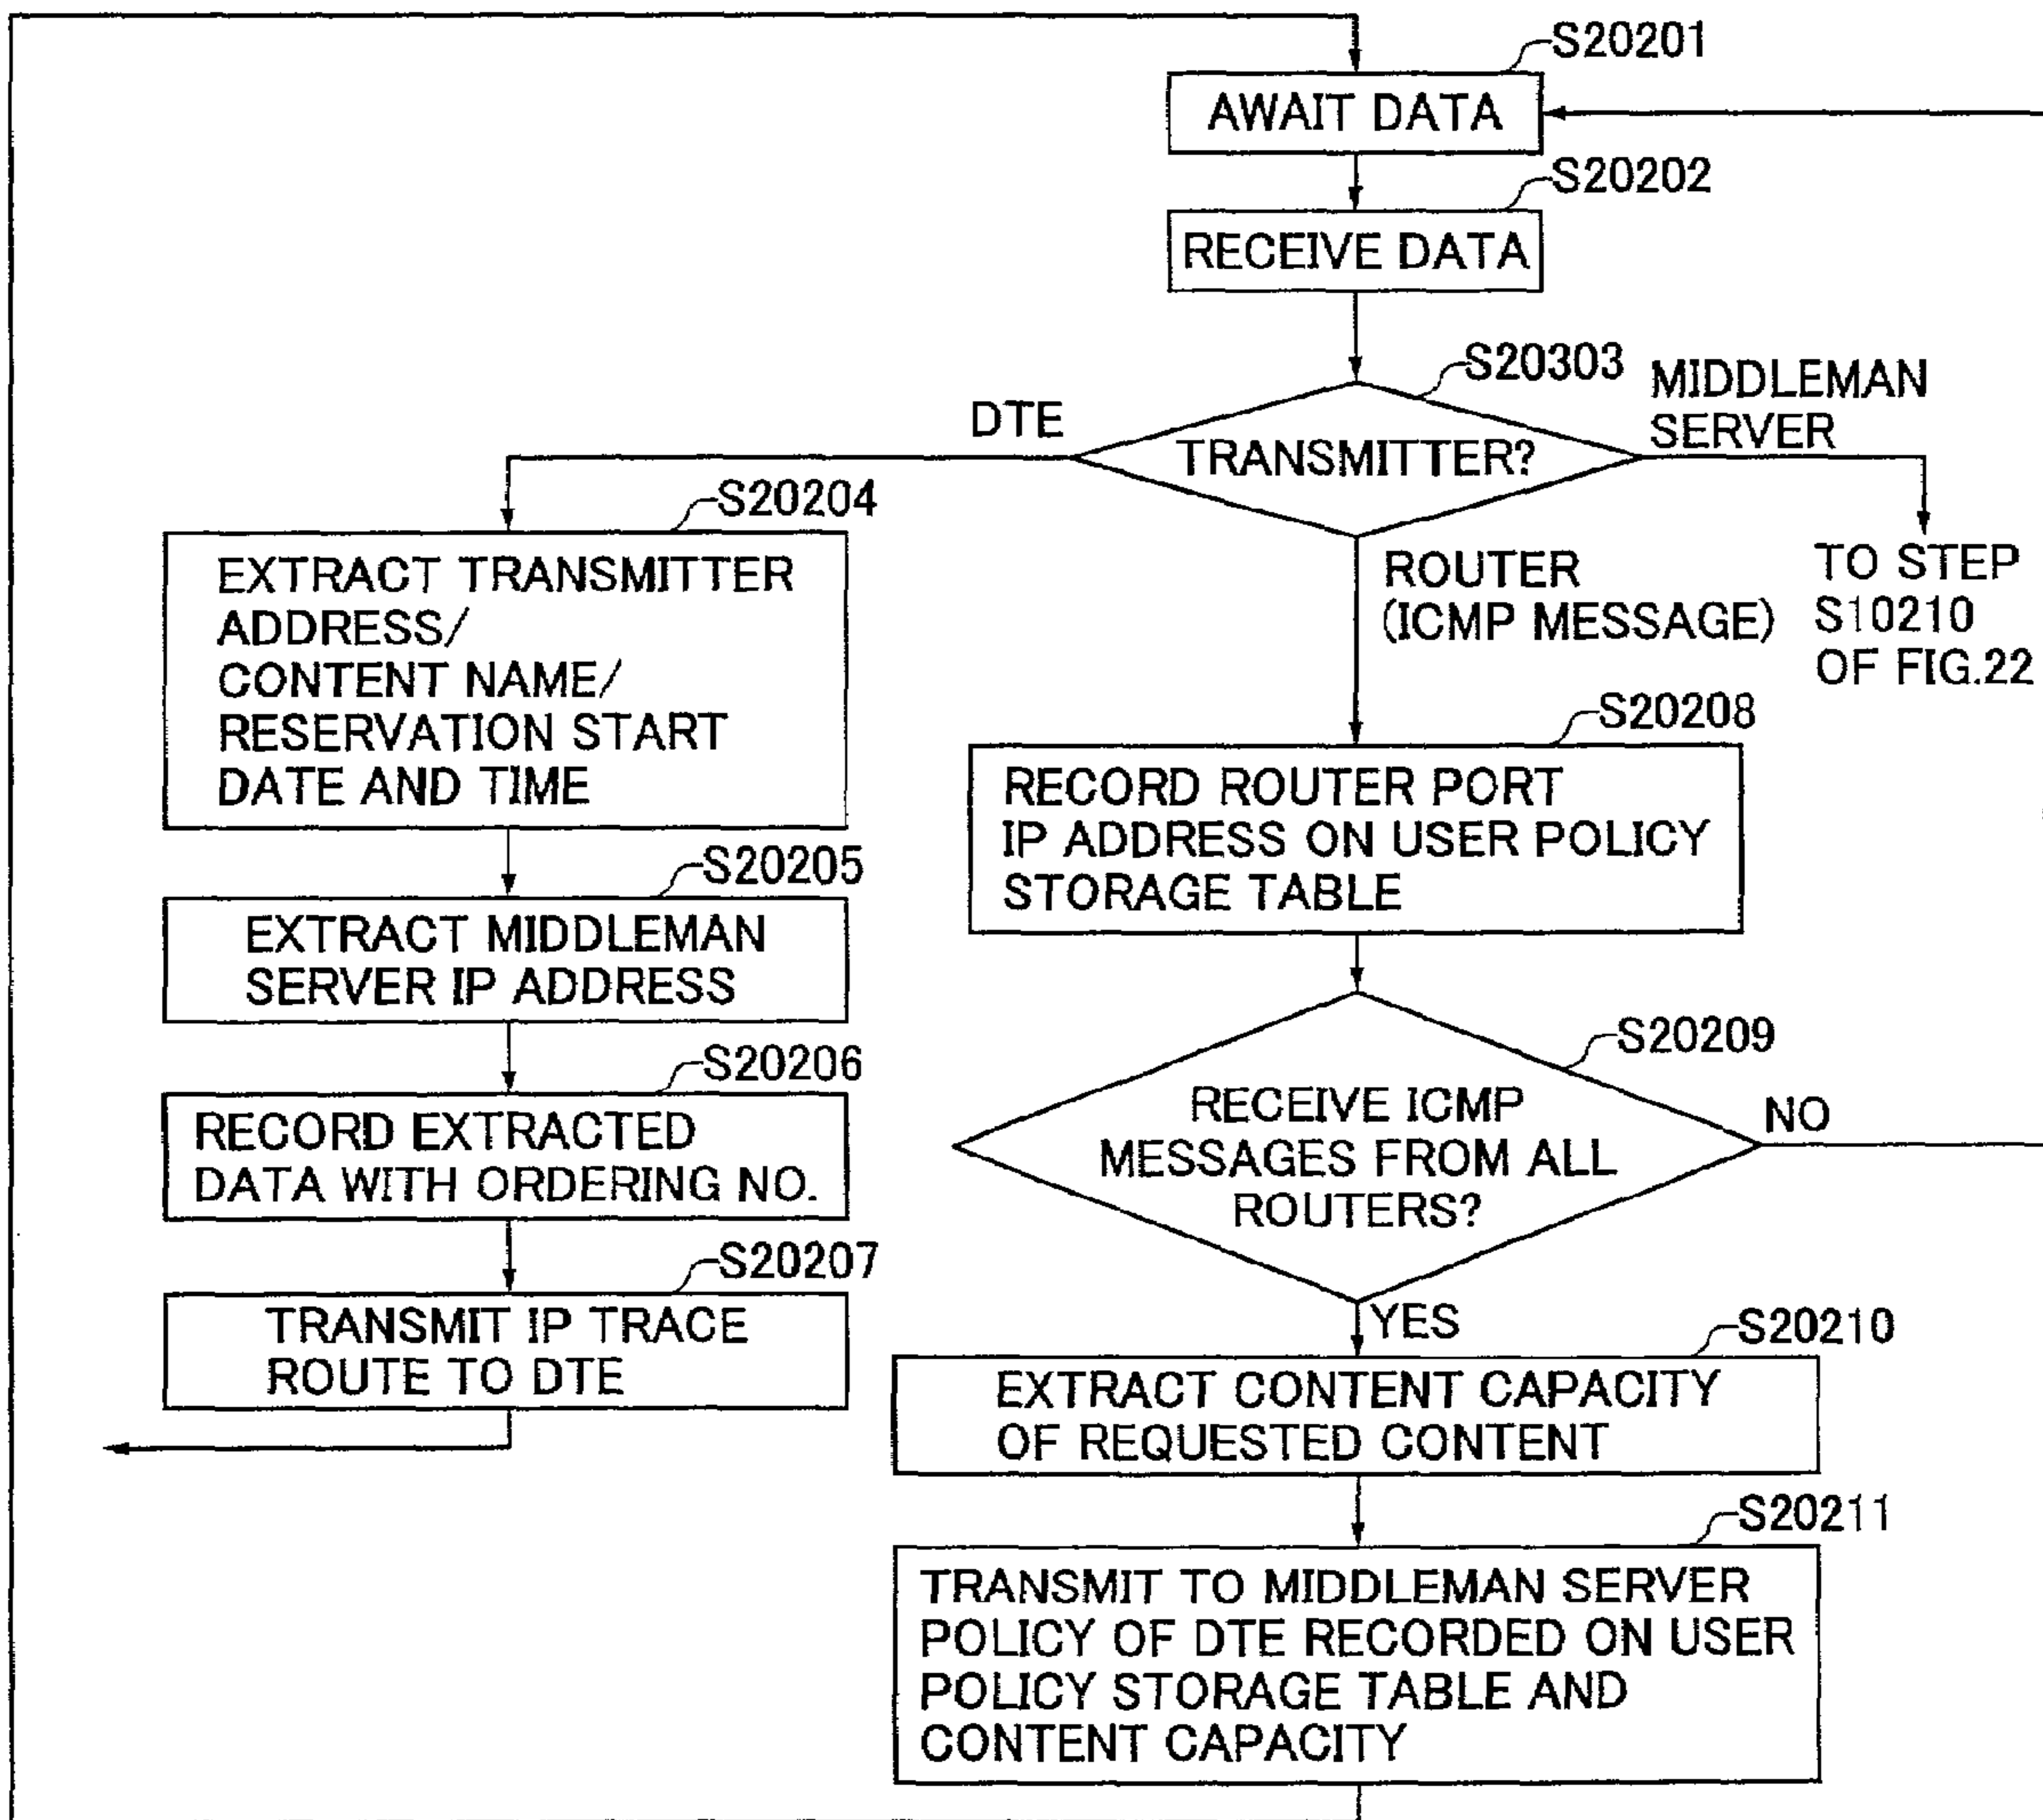 S20201
AWAIT DATA
S20202
RECEIVE DATA
S20303
TRANSMITTER?
DTE
MIDDLEMAN
SERVER
TO STEP
S10210
OF FIG.22
ROUTER
(ICMP MESSAGE)
S20204
EXTRACT TRANSMITTER
ADDRESS/
CONTENT NAME/
RESERVATION START
DATE AND TIME
S20205
EXTRACT MIDDLEMAN
SERVER IP ADDRESS
S20206
RECORD EXTRACTED
DATA WITH ORDERING NO.
S20207
TRANSMIT IP TRACE
ROUTE TO DTE
S20208
RECORD ROUTER PORT
IP ADDRESS ON USER POLICY
STORAGE TABLE
S20209
RECEIVE ICMP
MESSAGES FROM ALL
ROUTERS?
NO
YES
S20210
EXTRACT CONTENT CAPACITY
OF REQUESTED CONTENT
S20211
TRANSMIT TO MIDDLEMAN SERVER
POLICY OF DTE RECORDED ON USER
POLICY STORAGE TABLE AND
CONTENT CAPACITY